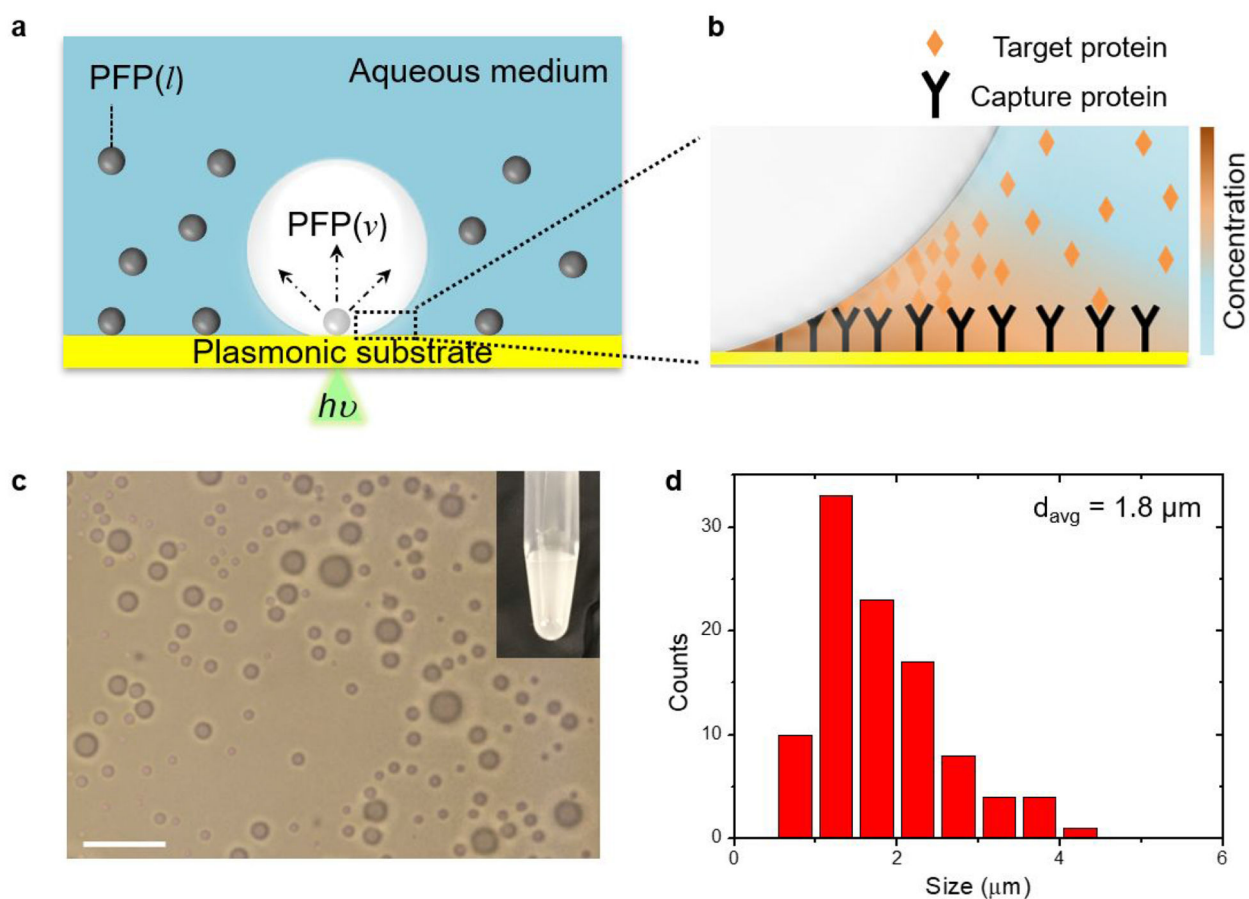 a
PFP(l)
Aqueous medium
PFP(v)
Plasmonic substrate
hυ
b
Target protein
Capture protein
Concentration
c
d
d_avg = 1.8 μm
Counts
30
20
10
0
0
2
4
6
Size (μm)